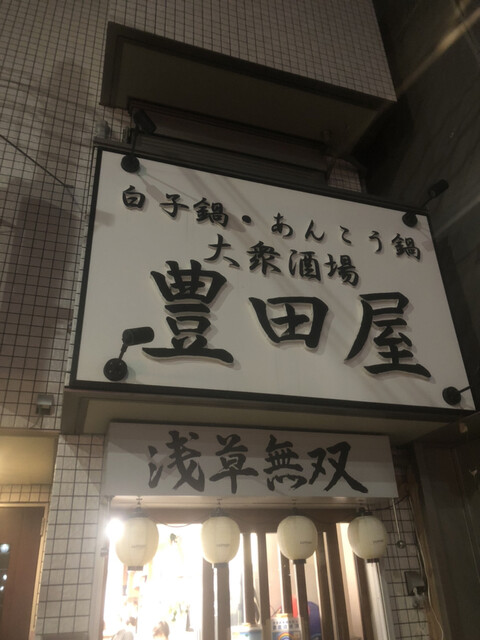 白子鍋・あんこう鍋
大衆酒場
豊田屋
浅草無双